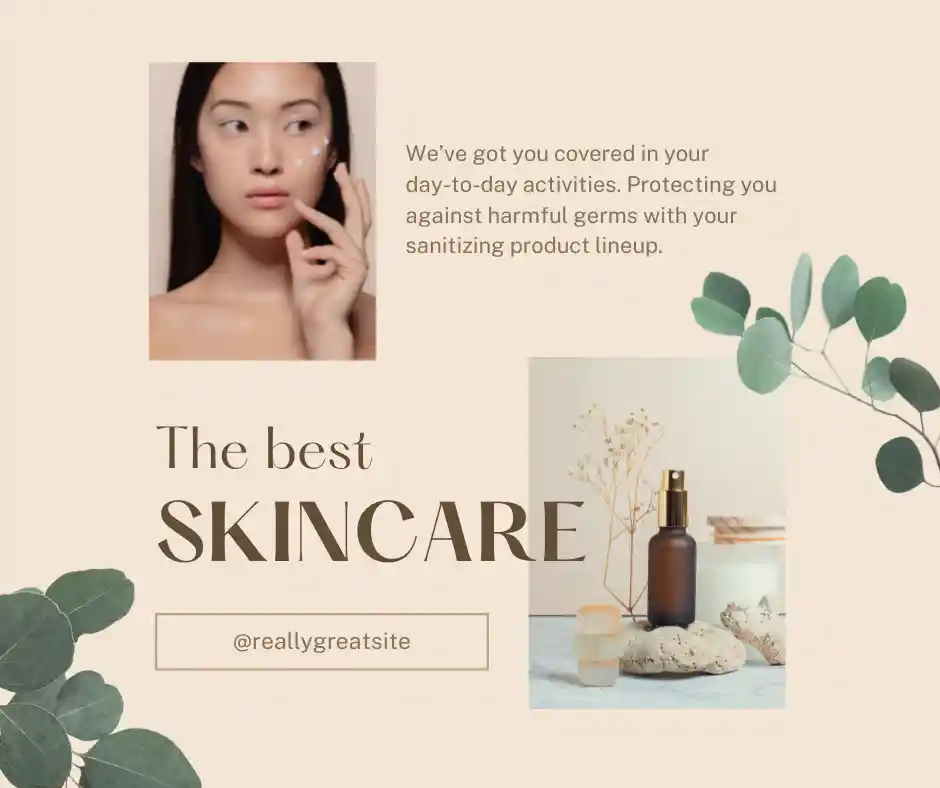 We’ve got you covered in your
day-to-day activities. Protecting you
against harmful germs with your
sanitizing product lineup.
The best
SKINCARE
@reallygreatsite